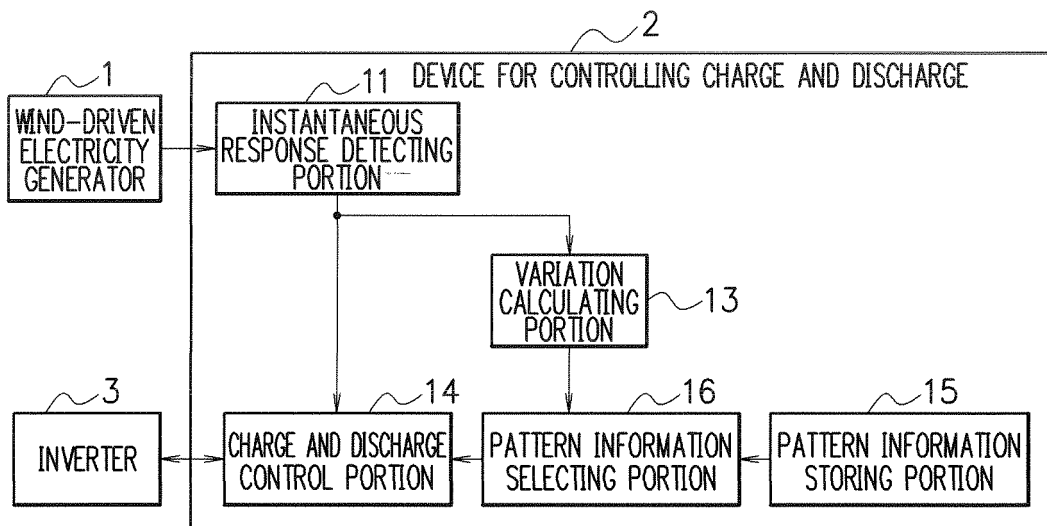 2
DEVICE FOR CONTROLLING CHARGE AND DISCHARGE
1
WIND-DRIVEN
ELECTRICITY
GENERATOR
11
INSTANTANEOUS
RESPONSE DETECTING
PORTION
VARIATION
CALCULATING
PORTION
13
3
INVERTER
14
CHARGE AND DISCHARGE
CONTROL PORTION
16
PATTERN INFORMATION
SELECTING PORTION
15
PATTERN INFORMATION
STORING PORTION